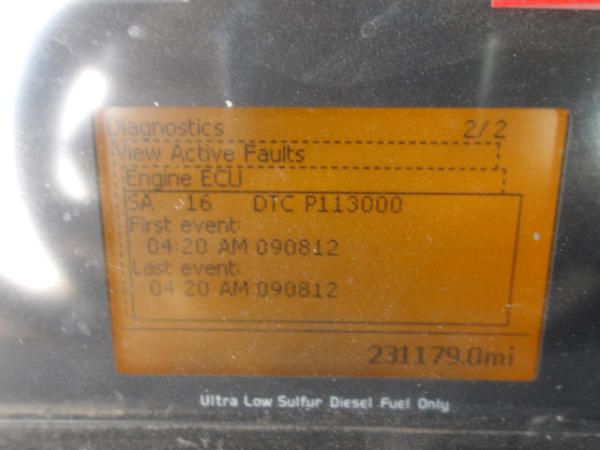 Diagnostics 2/2
View Active Faults
Engine ECU
SA 16 DTC P113000
First event:
04:20 AM 090812
Last event:
04:20 AM 090812
231179.0mi
Ultra Low Sulfur Diesel Fuel Only